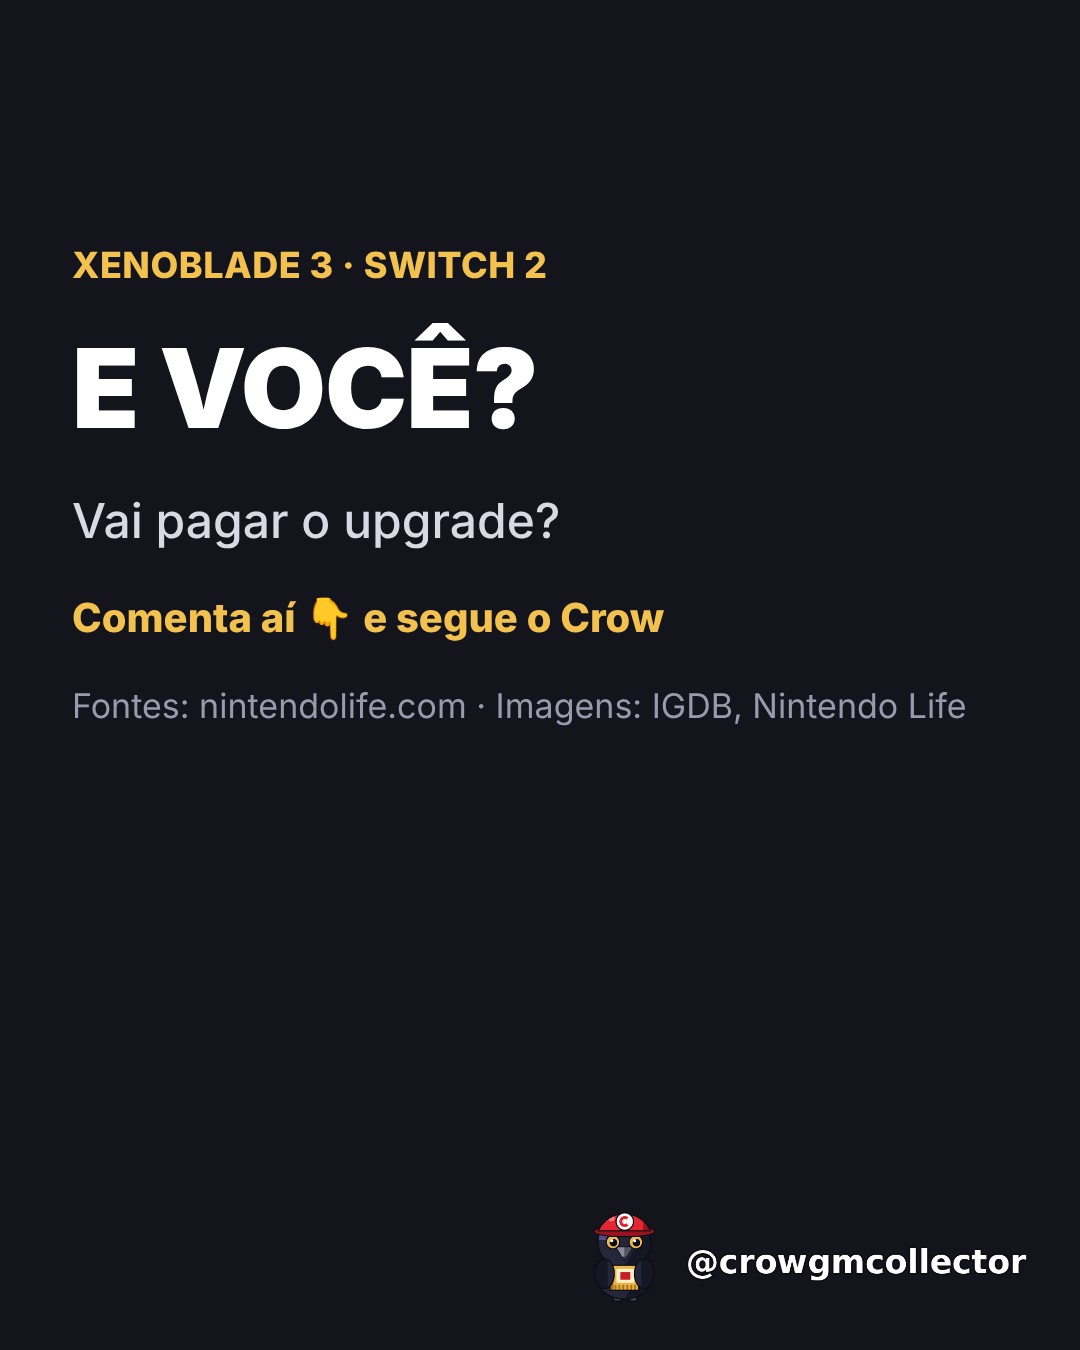 XENOBLADE 3 · SWITCH 2
E VOCÊ?
Vai pagar o upgrade?
Comenta aí 👇 e segue o Crow
Fontes: nintendolife.com · Imagens: IGDB, Nintendo Life
C
@crowgmcollector